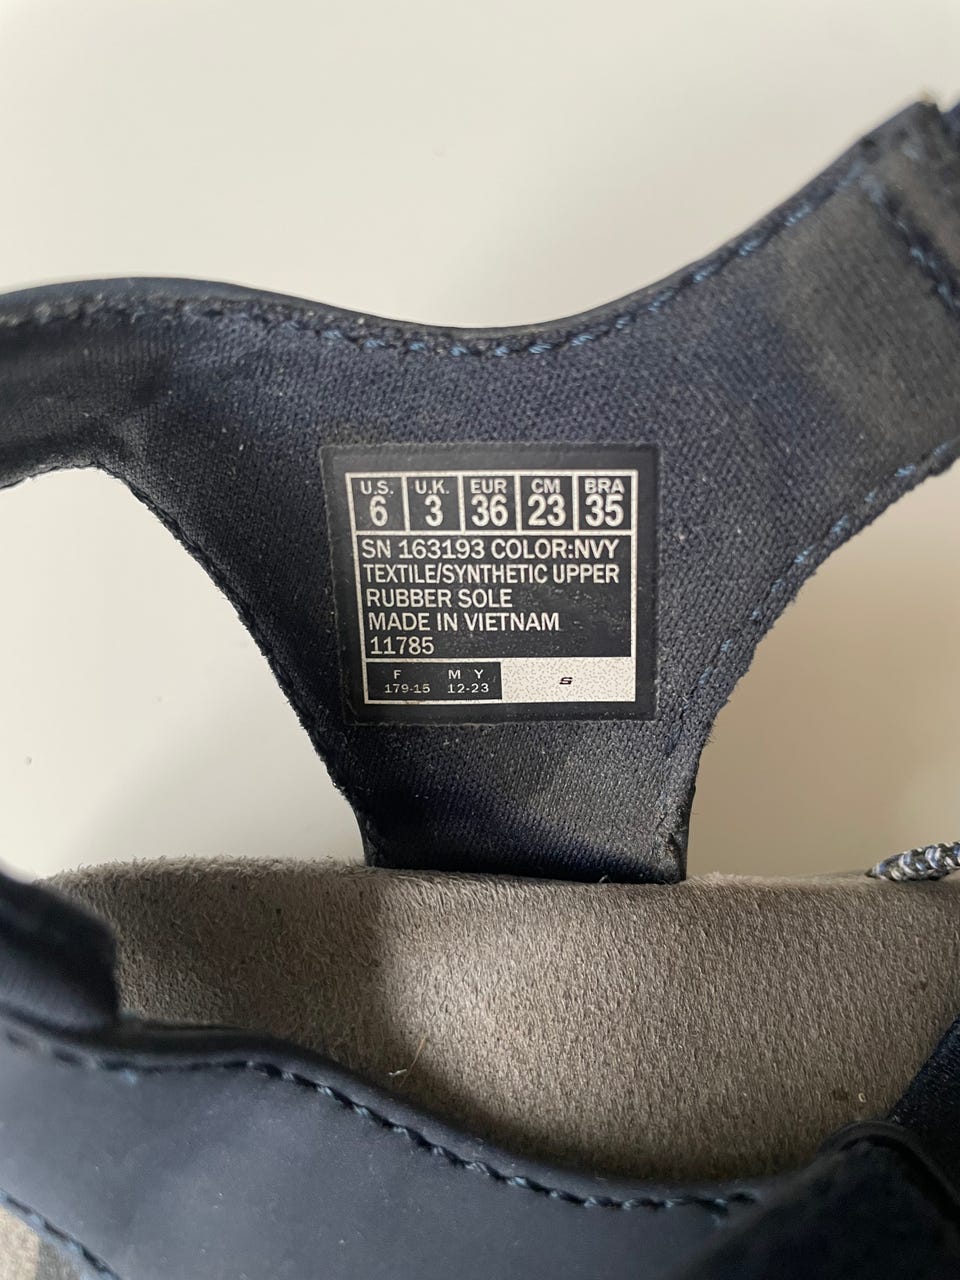 U.S. U.K. EUR CM BRA
6 3 36 23 35
SN 163193 COLOR:NVY
TEXTILE/SYNTHETIC UPPER
RUBBER SOLE
MADE IN VIETNAM
11785
F M Y
179-15 12-23
S